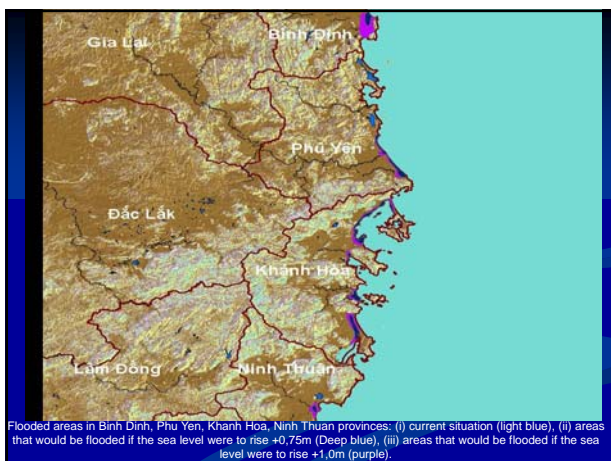 Bình Định
Gia Lai
Phú Yên
Đắc Lắk
Khánh Hòa
Lâm Đồng
Ninh Thuận
Flooded areas in Binh Dinh, Phu Yen, Khanh Hoa, Ninh Thuan provinces: (i) current situation (light blue), (ii) areas
that would be flooded if the sea level were to rise +0,75m (Deep blue), (iii) areas that would be flooded if the sea
level were to rise +1,0m (purple).